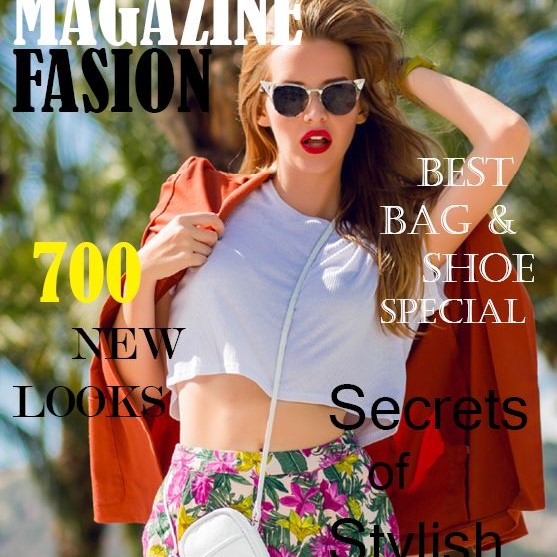 MAGAZINE
FASION
BEST
BAG &
SHOE
SPECIAL
700
NEW
LOOKS
Secrets
of
Stylish